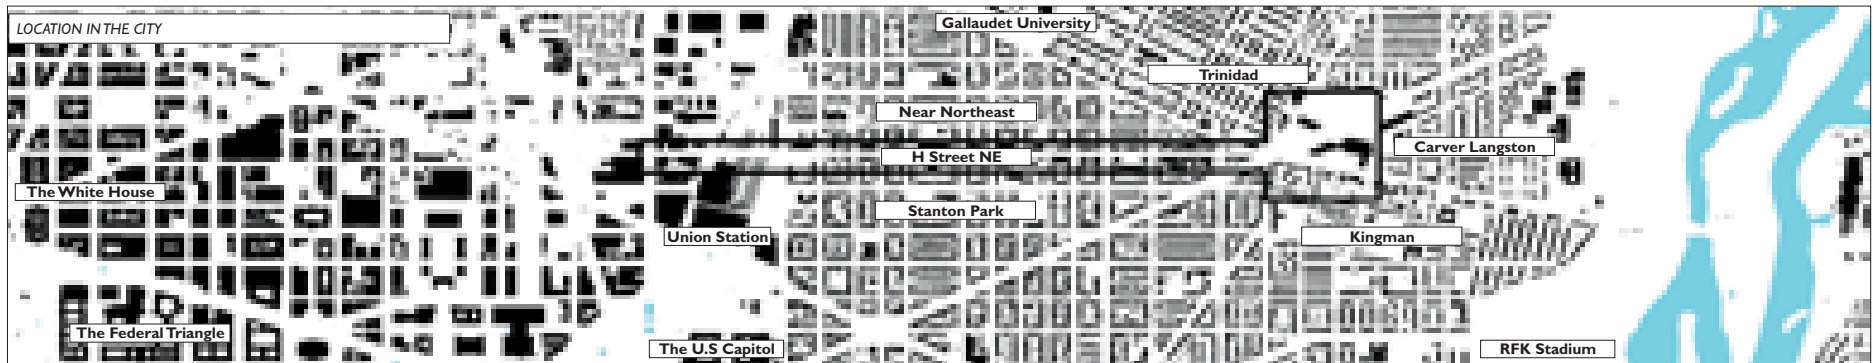 LOCATION IN THE CITY
Gallaudet University
Trinidad
Near Northeast
Carver Langston
H Street NE
The White House
Stanton Park
Union Station
Kingman
The Federal Triangle
The U.S Capitol
RFK Stadium